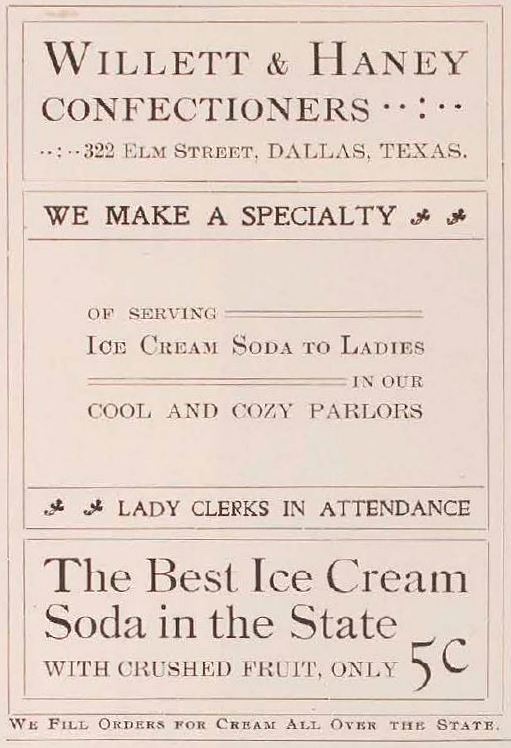 WILLETT & HANEY
CONFECTIONERS ··:··
··:··322 ELM STREET, DALLAS, TEXAS.
WE MAKE A SPECIALTY
OF SERVING
ICE CREAM SODA TO LADIES
IN OUR
COOL AND COZY PARLORS
LADY CLERKS IN ATTENDANCE
The Best Ice Cream
Soda in the State
WITH CRUSHED FRUIT, ONLY 5C
WE FILL ORDERS FOR CREAM ALL OVER THE STATE.